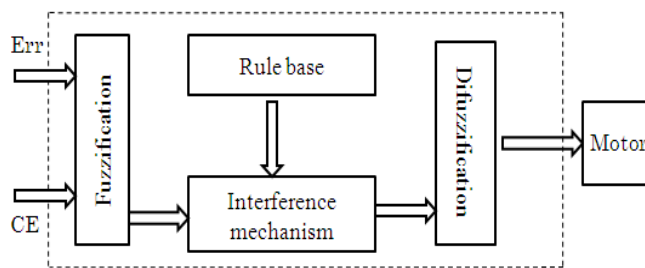 Err
CE
Fuzzification
Rule base
Interference
mechanism
Difuzzification
Motor